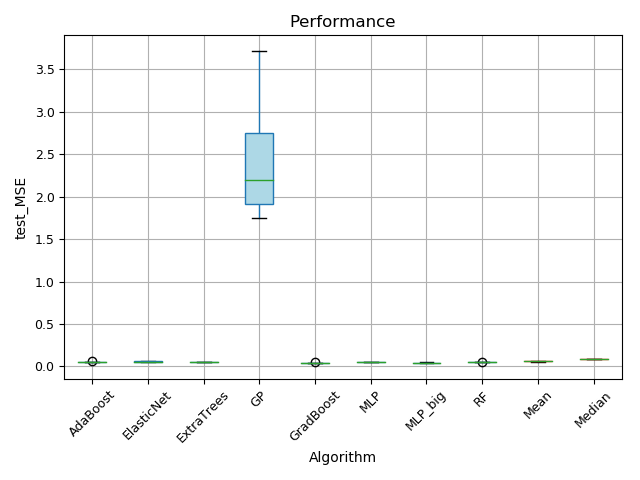 Performance
test_MSE
3.5
3.0
2.5
2.0
1.5
1.0
0.5
0.0
AdaBoost
ElasticNet
ExtraTrees
GP
GradBoost
MLP
MLP_big
RF
Mean
Median
Algorithm